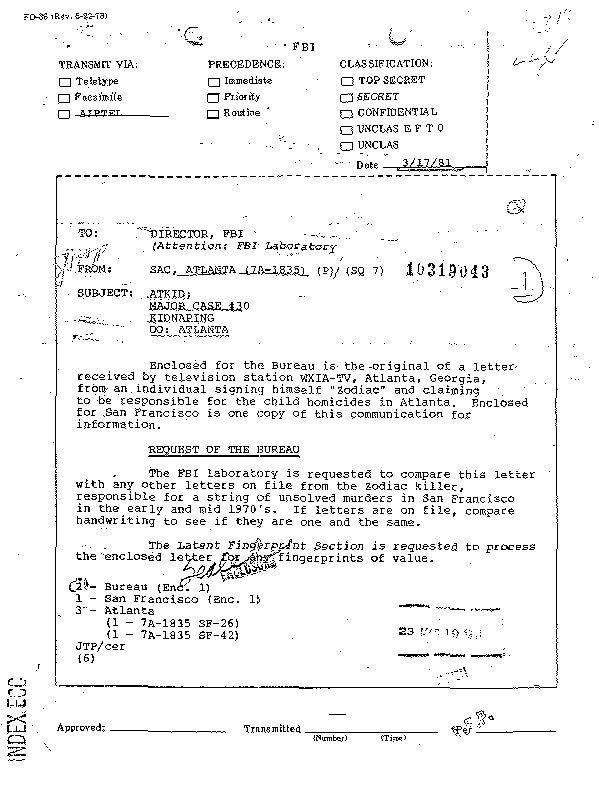 FD-36 (Rev. 5-22-78)
FBI
TRANSMIT VIA: PRECEDENCE: CLASSIFICATION:
Teletype Immediate TOP SECRET
Facsimile Priority SECRET
AIRTEL Routine CONFIDENTIAL
UNCLAS E F T O
UNCLAS
Date 3/17/81
TO: DIRECTOR, FBI
(Attention: FBI Laboratory
FROM: SAC, ATLANTA (7A-1835) (P) (SQ 7) 10319043
SUBJECT: ATKID;
MAJOR CASE 30
KIDNAPING
OO: ATLANTA
1
Enclosed for the Bureau is the original of a letter
received by television station WXIA-TV, Atlanta, Georgia,
from an individual signing himself "Zodiac" and claiming
to be responsible for the child homicides in Atlanta. Enclosed
for San Francisco is one copy of this communication for
information.
REQUEST OF THE BUREAU
The FBI Laboratory is requested to compare this letter
with any other letters on file from the Zodiac killer,
responsible for a string of unsolved murders in San Francisco
in the early and mid 1970's. If letters are on file, compare
handwriting to see if they are one and the same.
The Latent Fingerprint Section is requested to process
the enclosed letter for any fingerprints of value.
ENCLOSURE
2 - Bureau (Enc. 1)
1 - San Francisco (Enc. 1)
3 - Atlanta
(1 - 7A-1835 SF-26)
(1 - 7A-1835 SF-42)
JTP/cer
(6)
23
Approved: Transmitted Per
(Number) (Time)
INDEX:ECC